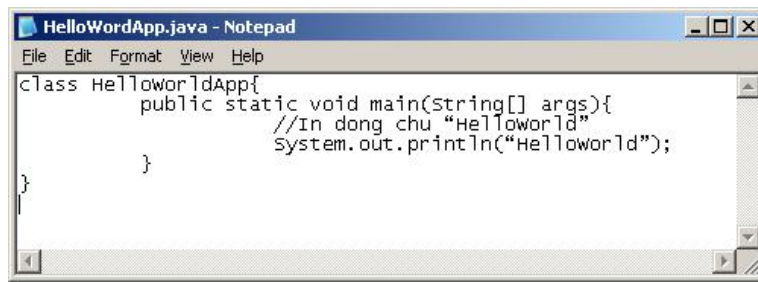 HelloWordApp.java - Notepad
File Edit Format View Help
class HelloWorldApp{
public static void main(String[] args){
//In dong chu “HelloWorld”
System.out.println(“HelloWorld”);
}
}